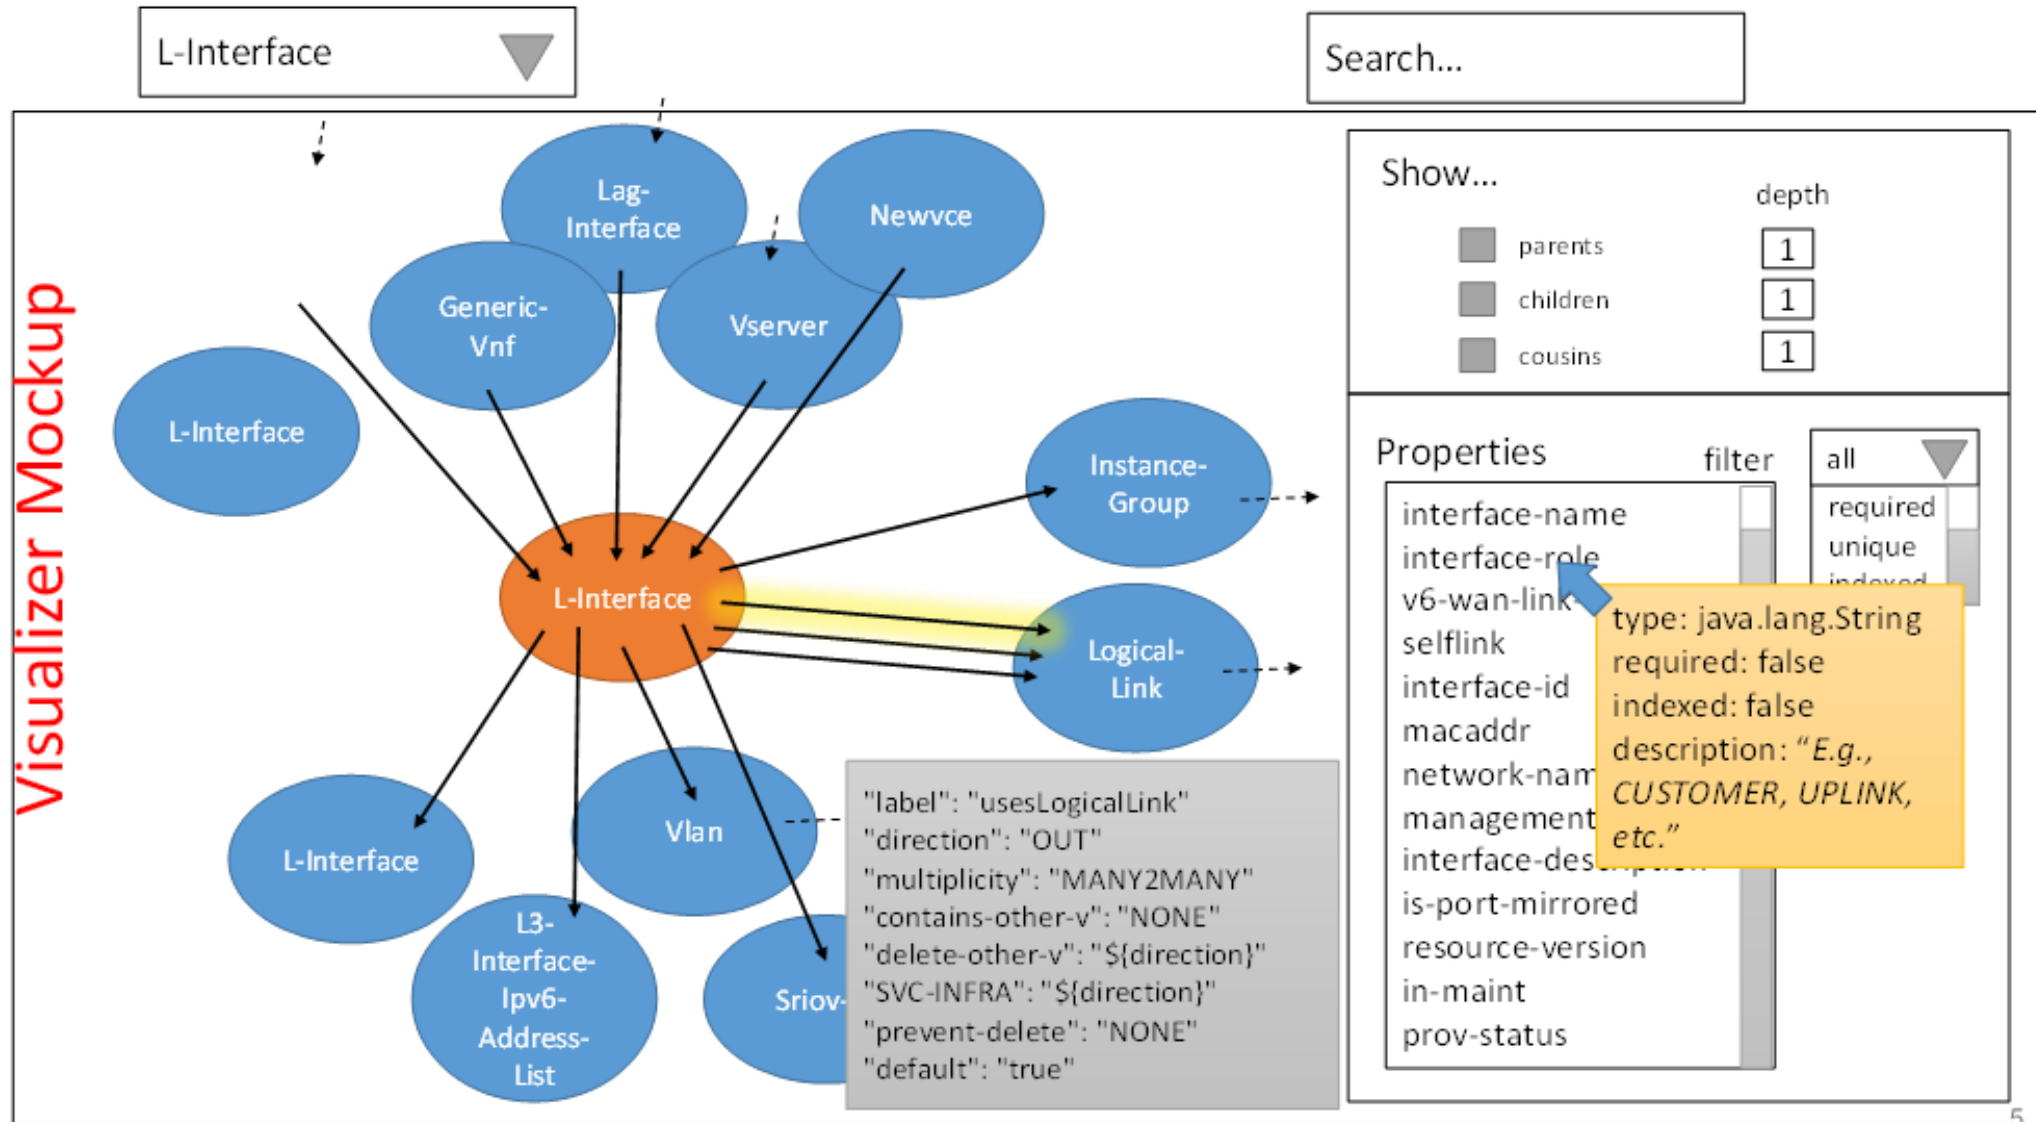 L-Interface
Search...
Visualizer Mockup
Lag-
Interface
Newvce
Generic-
Vnf
Vserver
L-Interface
Instance-
Group
L-Interface
Logical-
Link
L-Interface
Vlan
L3-
Interface-
Ipv6-
Address-
List
Sriov-
"label": "usesLogicalLink"
"direction": "OUT"
"multiplicity": "MANY2MANY"
"contains-other-v": "NONE"
"delete-other-v": "${direction}"
"SVC-INFRA": "${direction}"
"prevent-delete": "NONE"
"default": "true"
Show...
depth
parents 1
children 1
cousins 1
Properties
filter
all
required
unique
indexed
interface-name
interface-role
v6-wan-link-
selflink
interface-id
macaddr
network-nam
management
interface-description
is-port-mirrored
resource-version
in-maint
prov-status
type: java.lang.String
required: false
indexed: false
description: “E.g.,
CUSTOMER, UPLINK,
etc.”
5